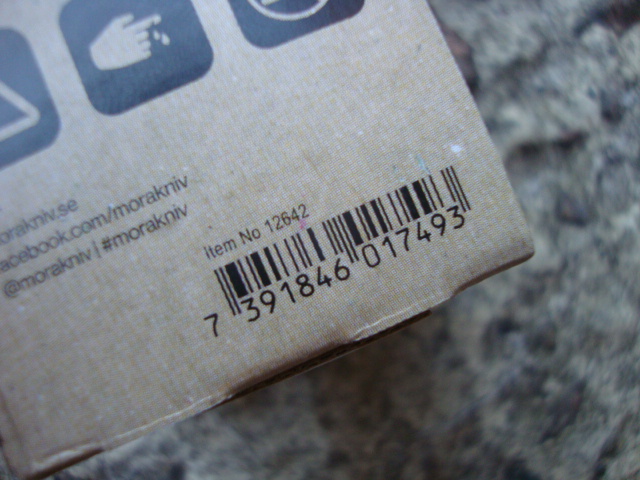 morakniv.se
facebook.com/morakniv
@morakniv | #morakniv
Item No 12642
7 391846 017493